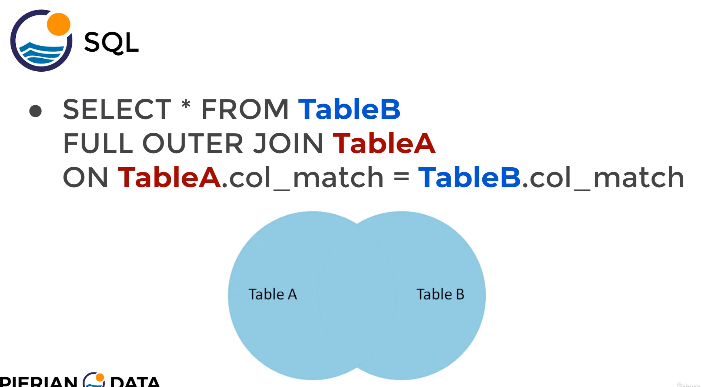 SQL
● SELECT * FROM TableB
FULL OUTER JOIN TableA
ON TableA.col_match = TableB.col_match
Table A
Table B
PIERIAN DATA